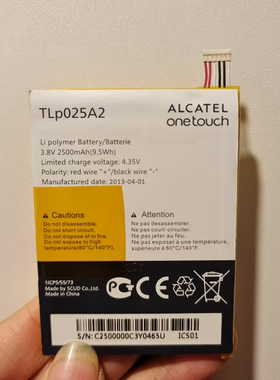 TLp025A2
ALCATEL
onetouch
Li polymer Battery/Batterie
3.8V 2500mAh(9.5Wh)
Limited charge voltage: 4.35V
Polarity: red wire "+"/black wire "-"
Manufactured date: 2013-04-01
Cautions
Do not disassemble.
Do not short circuit.
Do not dispose of in fire.
Do not expose to high
temperature(60°C/140°F).
Attention
Ne pas démonter.
Ne pas court-circuiter.
Ne pas jeter au feu.
Ne pas exposer à une
température supérieure à
(60°C/140°F).
1ICP5/55/73
Made in China by SCUD Co., Ltd
S/N: C2500000C3Y0465U
ICS01